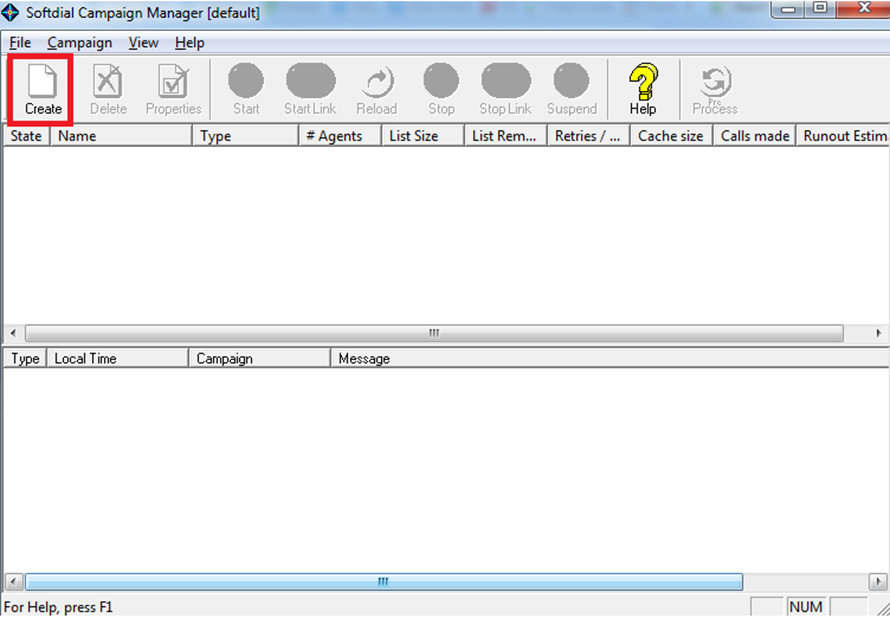 Softdial Campaign Manager [default]
File Campaign View Help
Create Delete Properties Start Start Link Reload Stop Stop Link Suspend Help Pre Process
State Name Type # Agents List Size List Rem... Retries / ... Cache size Calls made Runout Estim
Type Local Time Campaign Message
For Help, press F1 NUM